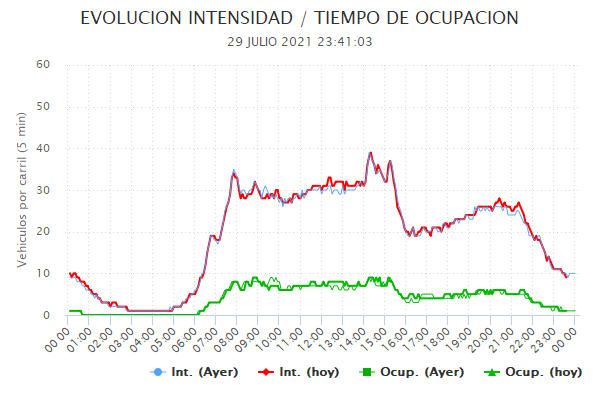 EVOLUCION INTENSIDAD / TIEMPO DE OCUPACION
29 JULIO 2021 23:41:03
Vehiculos por carril (5 min)
60
50
40
30
20
10
0
00:00 01:00 02:00 03:00 04:00 05:00 06:00 07:00 08:00 09:00 10:00 11:00 12:00 13:00 14:00 15:00 16:00 17:00 18:00 19:00 20:00 21:00 22:00 23:00 00:00
Int. (Ayer) Int. (hoy) Ocup. (Ayer) Ocup. (hoy)